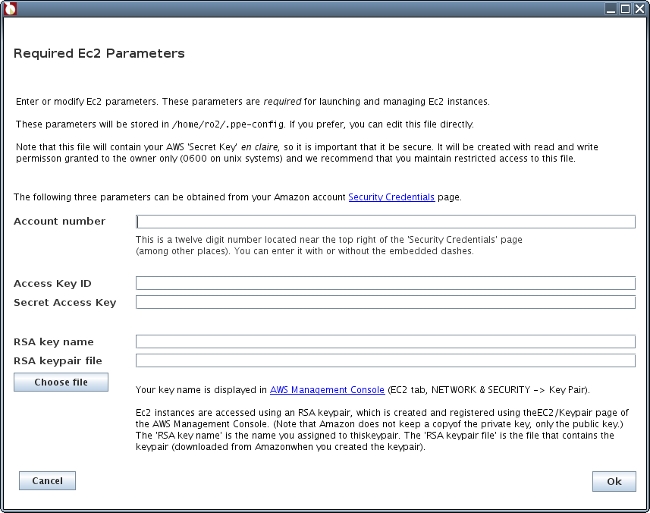 Required Ec2 Parameters
Enter or modify Ec2 parameters. These parameters are required for launching and managing Ec2 instances.
These parameters will be stored in /home/ro2/.ppe-config. If you prefer, you can edit this file directly.
Note that this file will contain your AWS 'Secret Key' en claire, so it is important that it be secure. It will be created with read and write
permisson granted to the owner only (0600 on unix systems) and we recommend that you maintain restricted access to this file.
The following three parameters can be obtained from your Amazon account Security Credentials page.
Account number
This is a twelve digit number located near the top right of the 'Security Credentials' page
(among other places). You can enter it with or without the embedded dashes.
Access Key ID
Secret Access Key
RSA key name
RSA keypair file
Choose file
Your key name is displayed in AWS Management Console (EC2 tab, NETWORK & SECURITY -> Key Pair).
Ec2 instances are accessed using an RSA keypair, which is created and registered using theEC2/Keypair page of
the AWS Management Console. (Note that Amazon does not keep a copyof the private key, only the public key.)
The 'RSA key name' is the name you assigned to thiskeypair. The 'RSA keypair file' is the file that contains the
keypair (downloaded from Amazonwhen you created the keypair).
Cancel
Ok